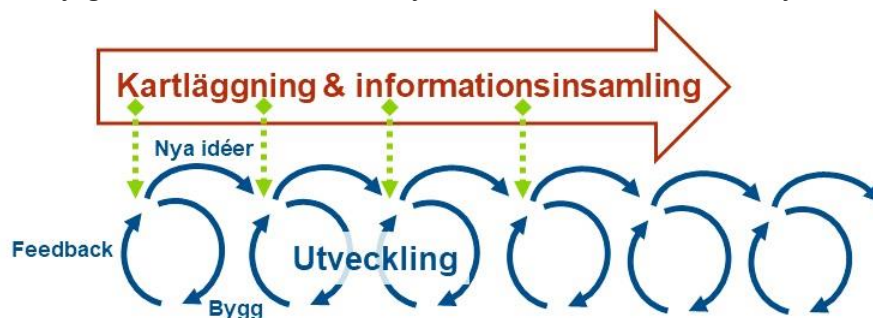 Kartläggning & informationsinsamling
Nya idéer
Feedback
Utveckling
Bygg